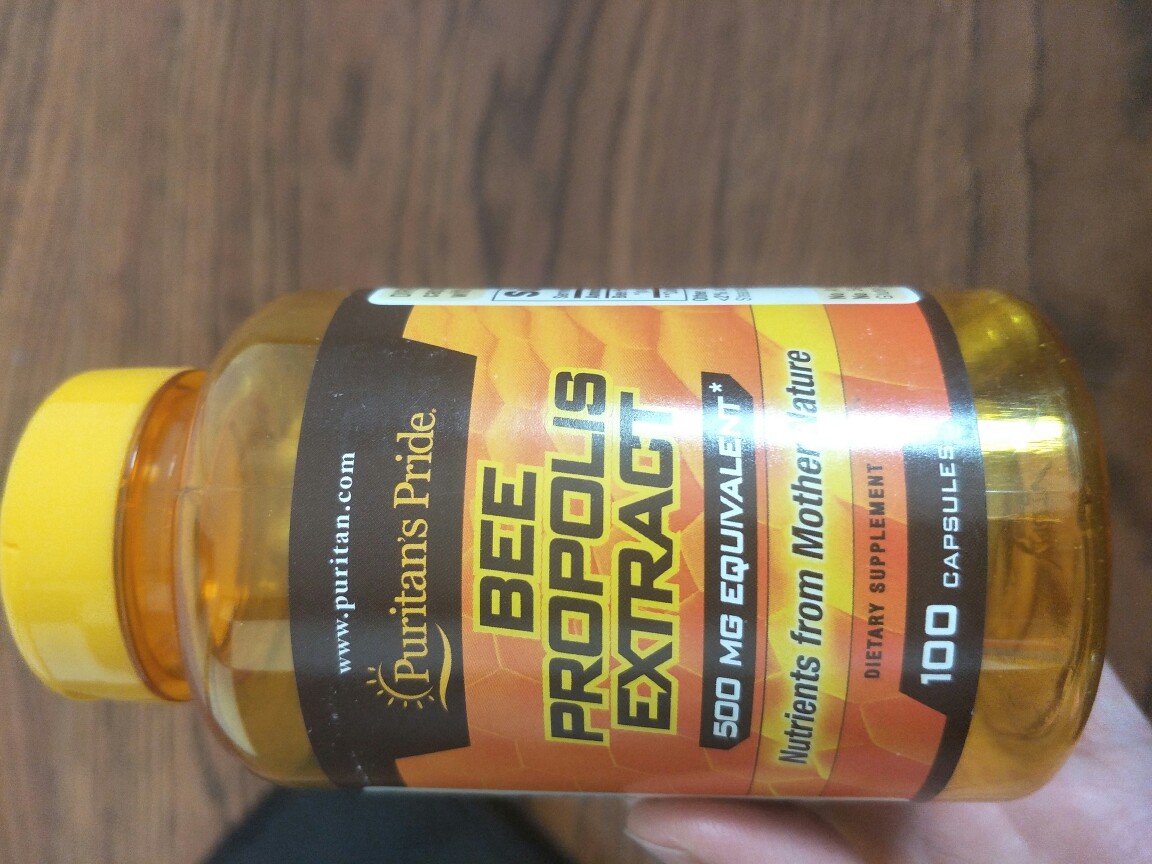 www.puritan.com
Puritan's Pride®
BEE
PROPOLIS
EXTRACT
500 MG EQUIVALENT*
Nutrients from Mother Nature
DIETARY SUPPLEMENT
100 CAPSULES